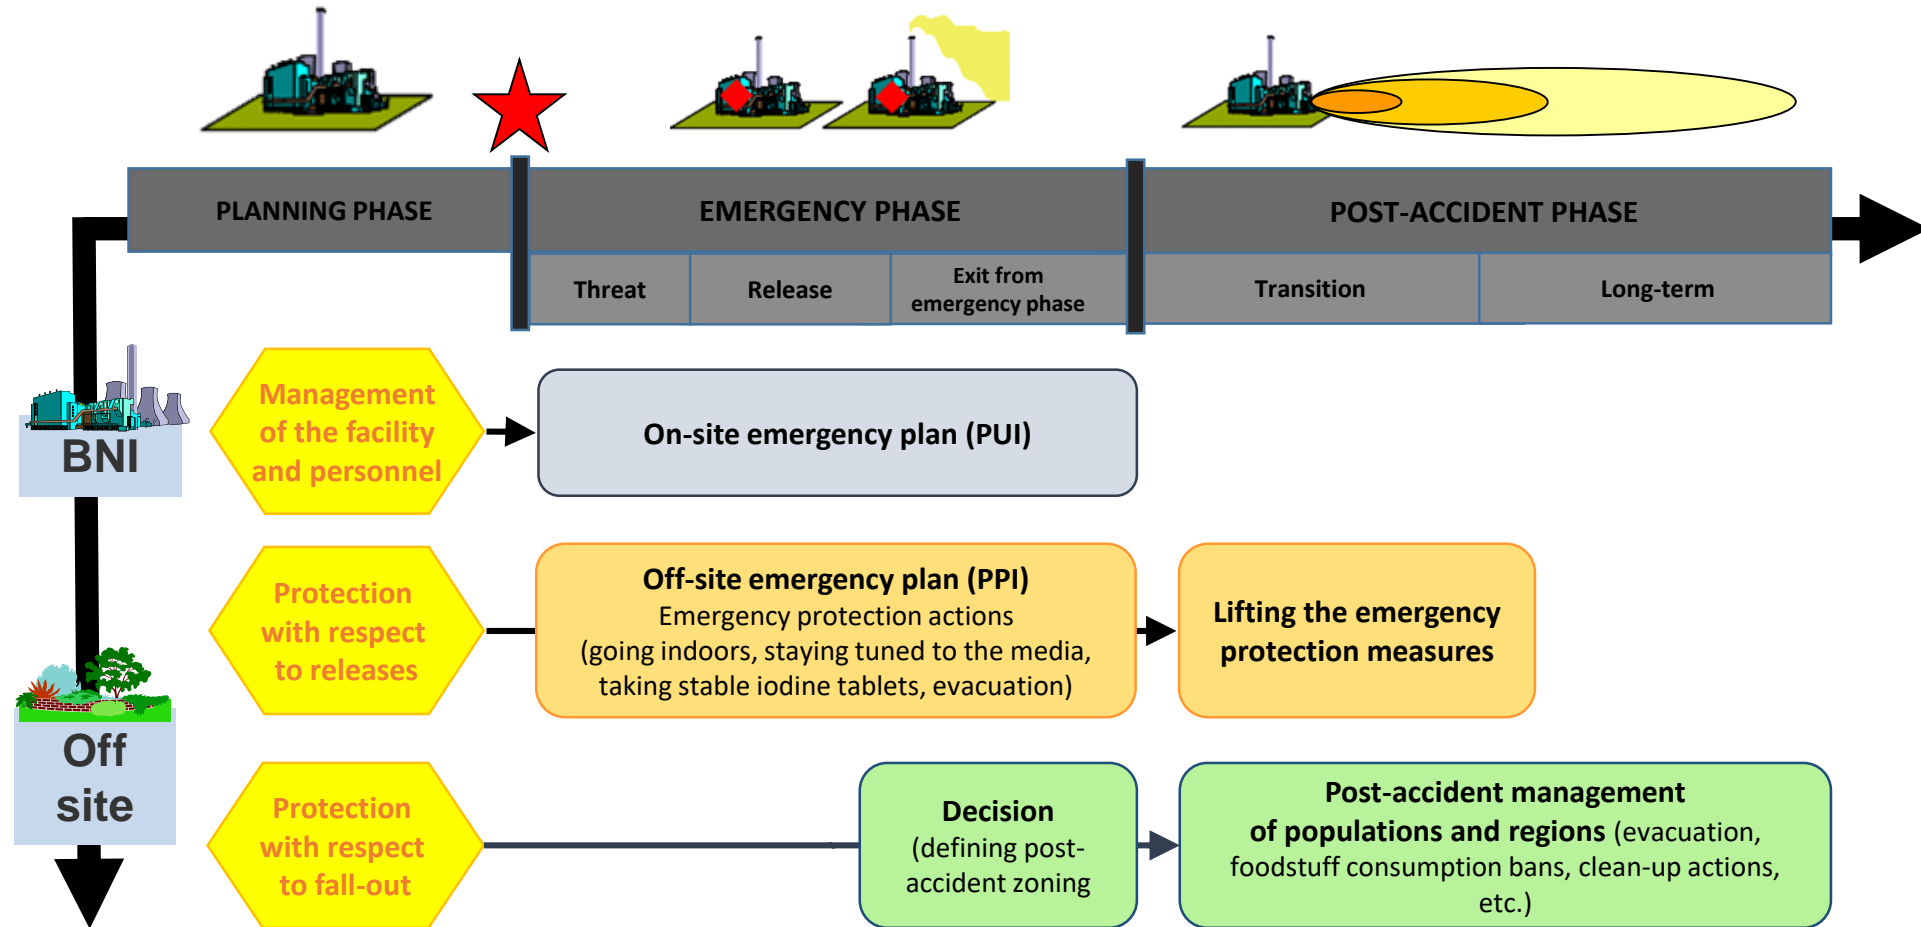 PLANNING PHASE
EMERGENCY PHASE
POST-ACCIDENT PHASE
Threat
Release
Exit from
emergency phase
Transition
Long-term
BNI
Management
of the facility
and personnel
On-site emergency plan (PUI)
Protection
with respect
to releases
Off-site emergency plan (PPI)
Emergency protection actions
(going indoors, staying tuned to the media,
taking stable iodine tablets, evacuation)
Lifting the emergency
protection measures
Off
site
Protection
with respect
to fall-out
Decision
(defining post-
accident zoning
Post-accident management
of populations and regions (evacuation,
foodstuff consumption bans, clean-up actions,
etc.)